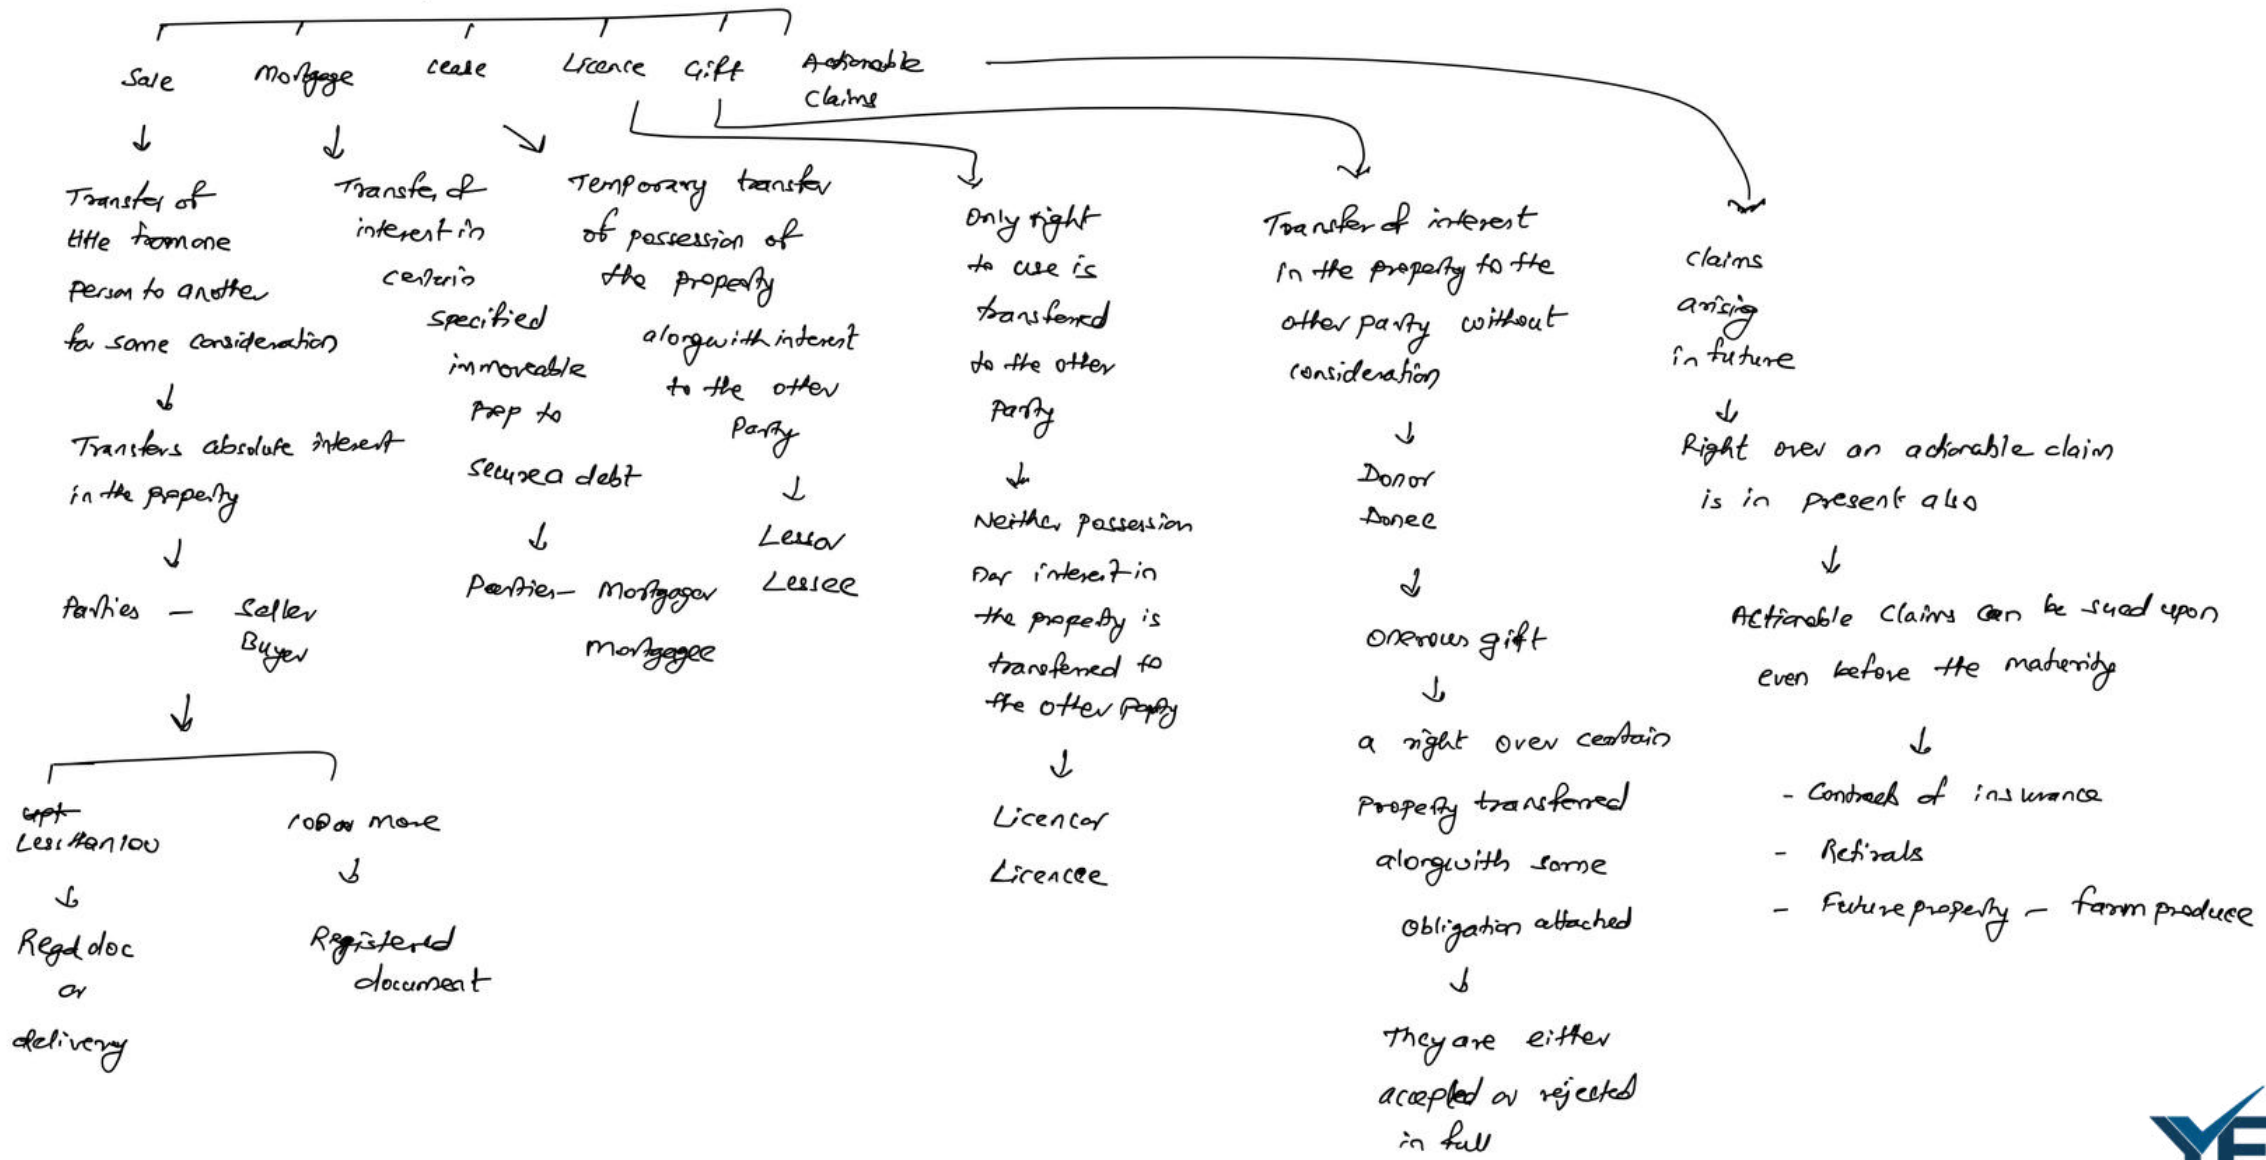 Sale
Mortgage
Lease
Licence
Gift
Actionable
Claims
Transfer of
title from one
person to another
for some consideration
Transfers absolute interest
in the property
Parties – Seller
Buyer
Less than 100
Regd doc
or
delivery
100 or more
Registered
document
Transfer of
interest in
certain
specified
immoveable
prop to
secure a debt
Parties – Mortgagor
Mortgagee
Temporary transfer
of possession of
the property
alongwith interest
to the other
Party
Lessor
Lessee
Only right
to use is
transferred
to the other
Party
Neither possession
nor interest in
the property is
transferred to
the other Party
Licencor
Licencee
Transfer of interest
in the property to the
other party without
consideration
Donor
Donee
Onerous gift
a right over certain
Property transferred
alongwith some
Obligation attached
They are either
accepted or rejected
in full
Claims
arising
in future
Right over an actionable claim
is in present also
Actionable Claims can be sued upon
even before the maturity
- Contract of insurance
- Retirals
- Future property – farm produce
YE